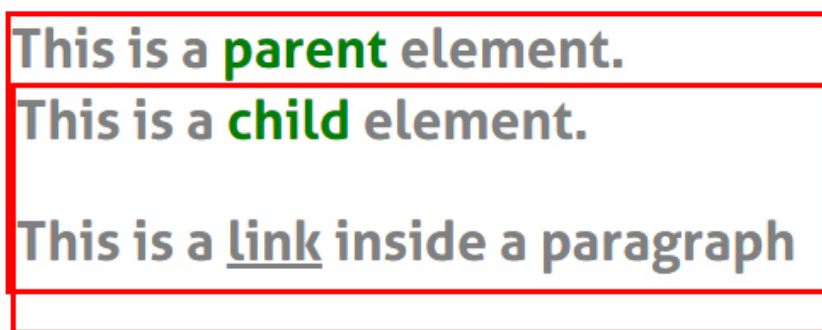 This is a parent element.
This is a child element.
This is a link inside a paragraph